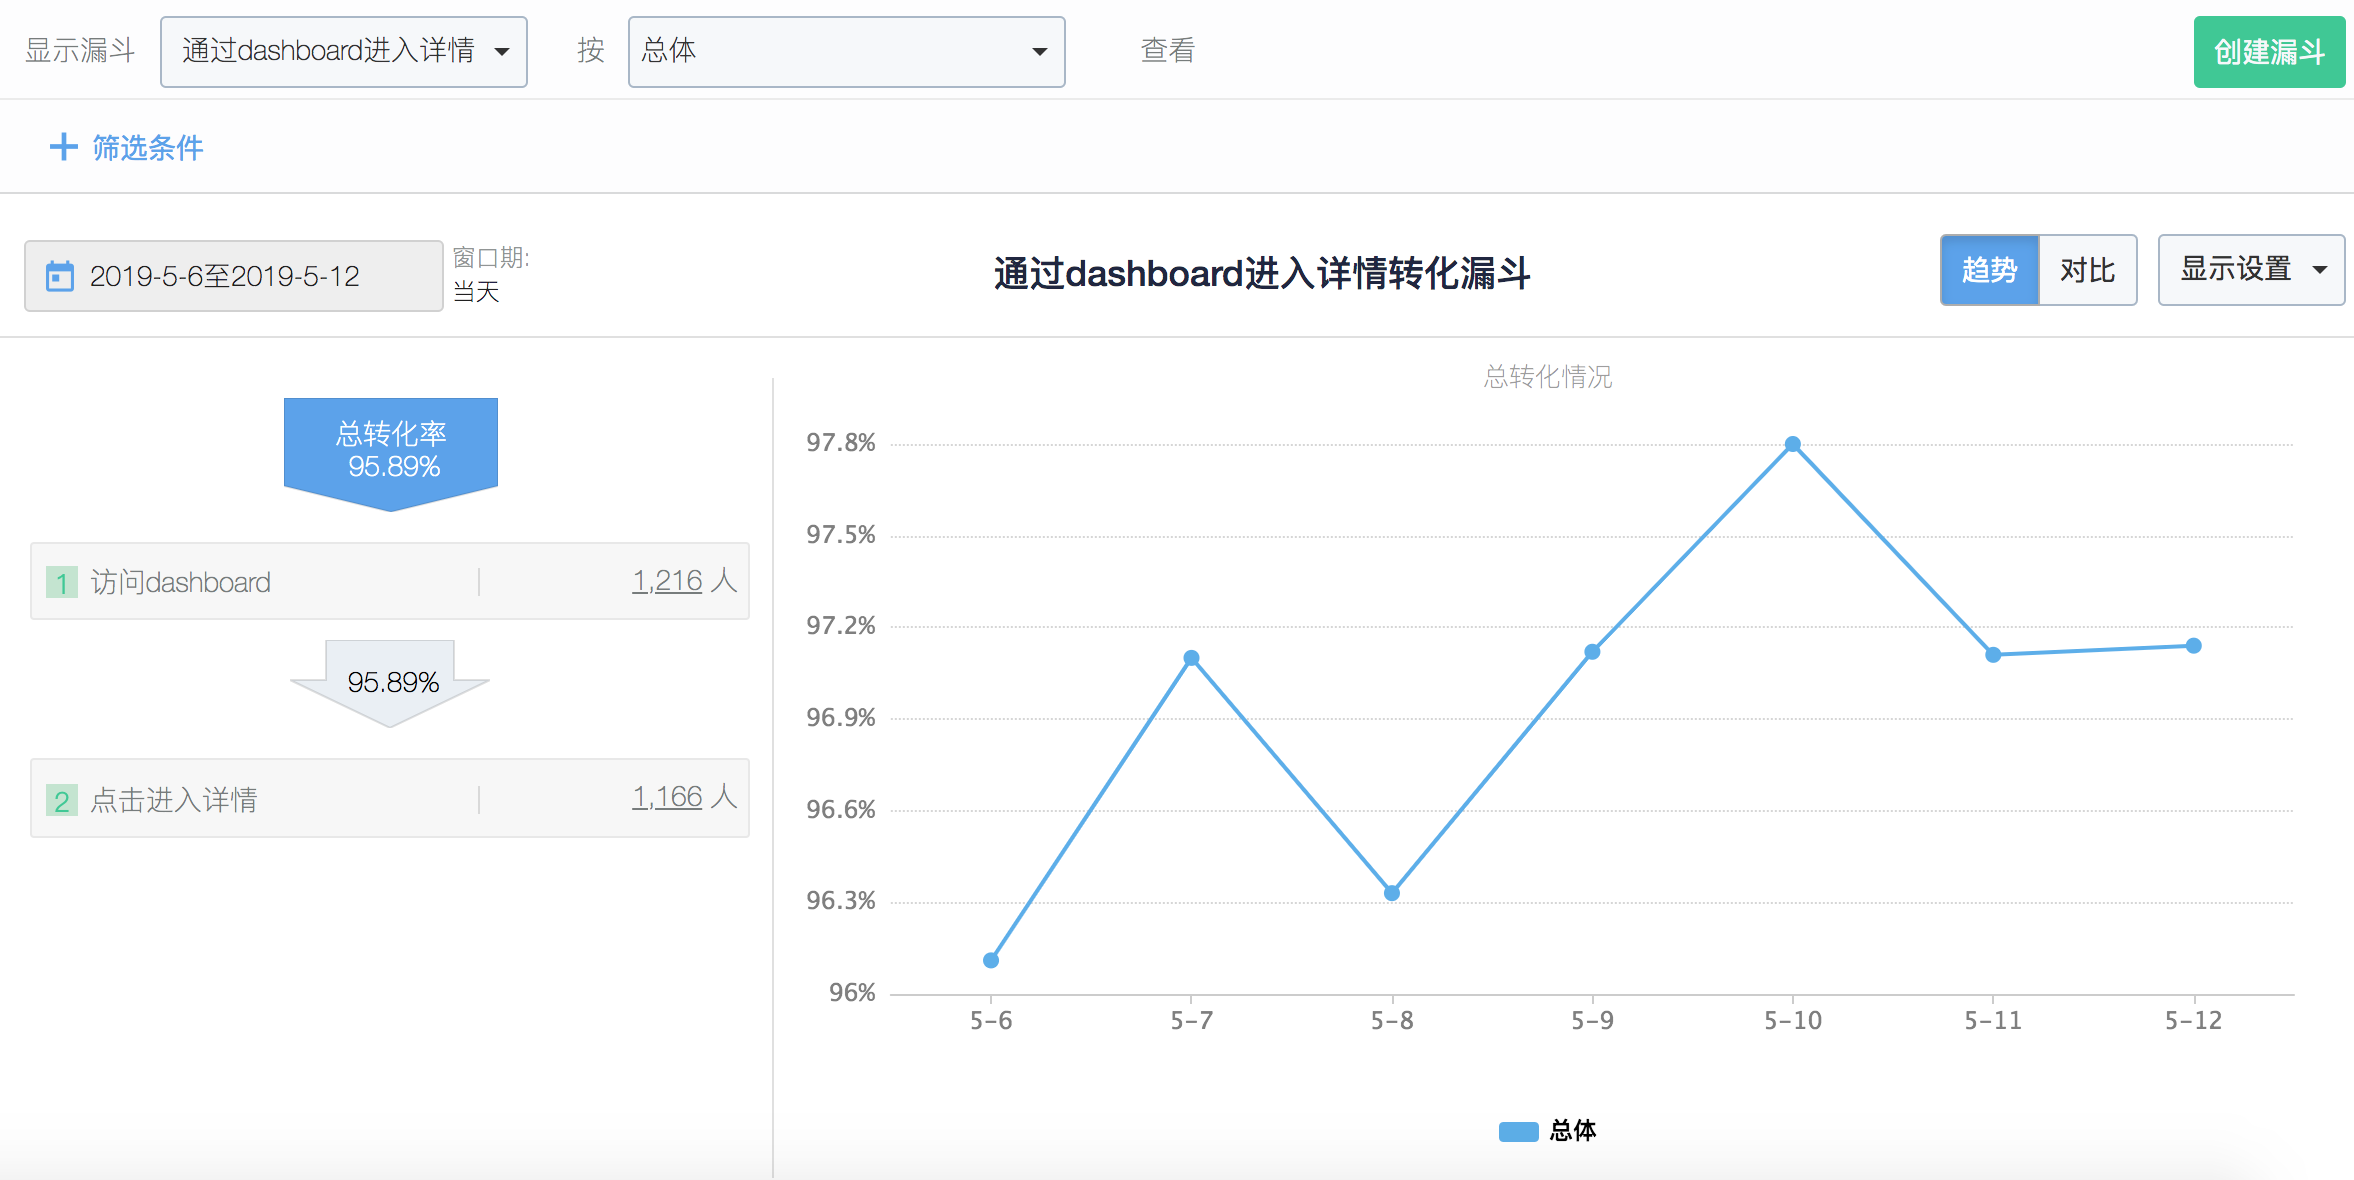 显示漏斗 通过dashboard进入详情 按 总体 查看 创建漏斗
筛选条件
2019-5-6至2019-5-12 窗口期: 当天
通过dashboard进入详情转化漏斗
趋势 对比 显示设置
总转化率
95.89%
1 访问dashboard 1,216 人
95.89%
2 点击进入详情 1,166 人
总转化情况
97.8%
97.5%
97.2%
96.9%
96.6%
96.3%
96%
5-6 5-7 5-8 5-9 5-10 5-11 5-12
总体